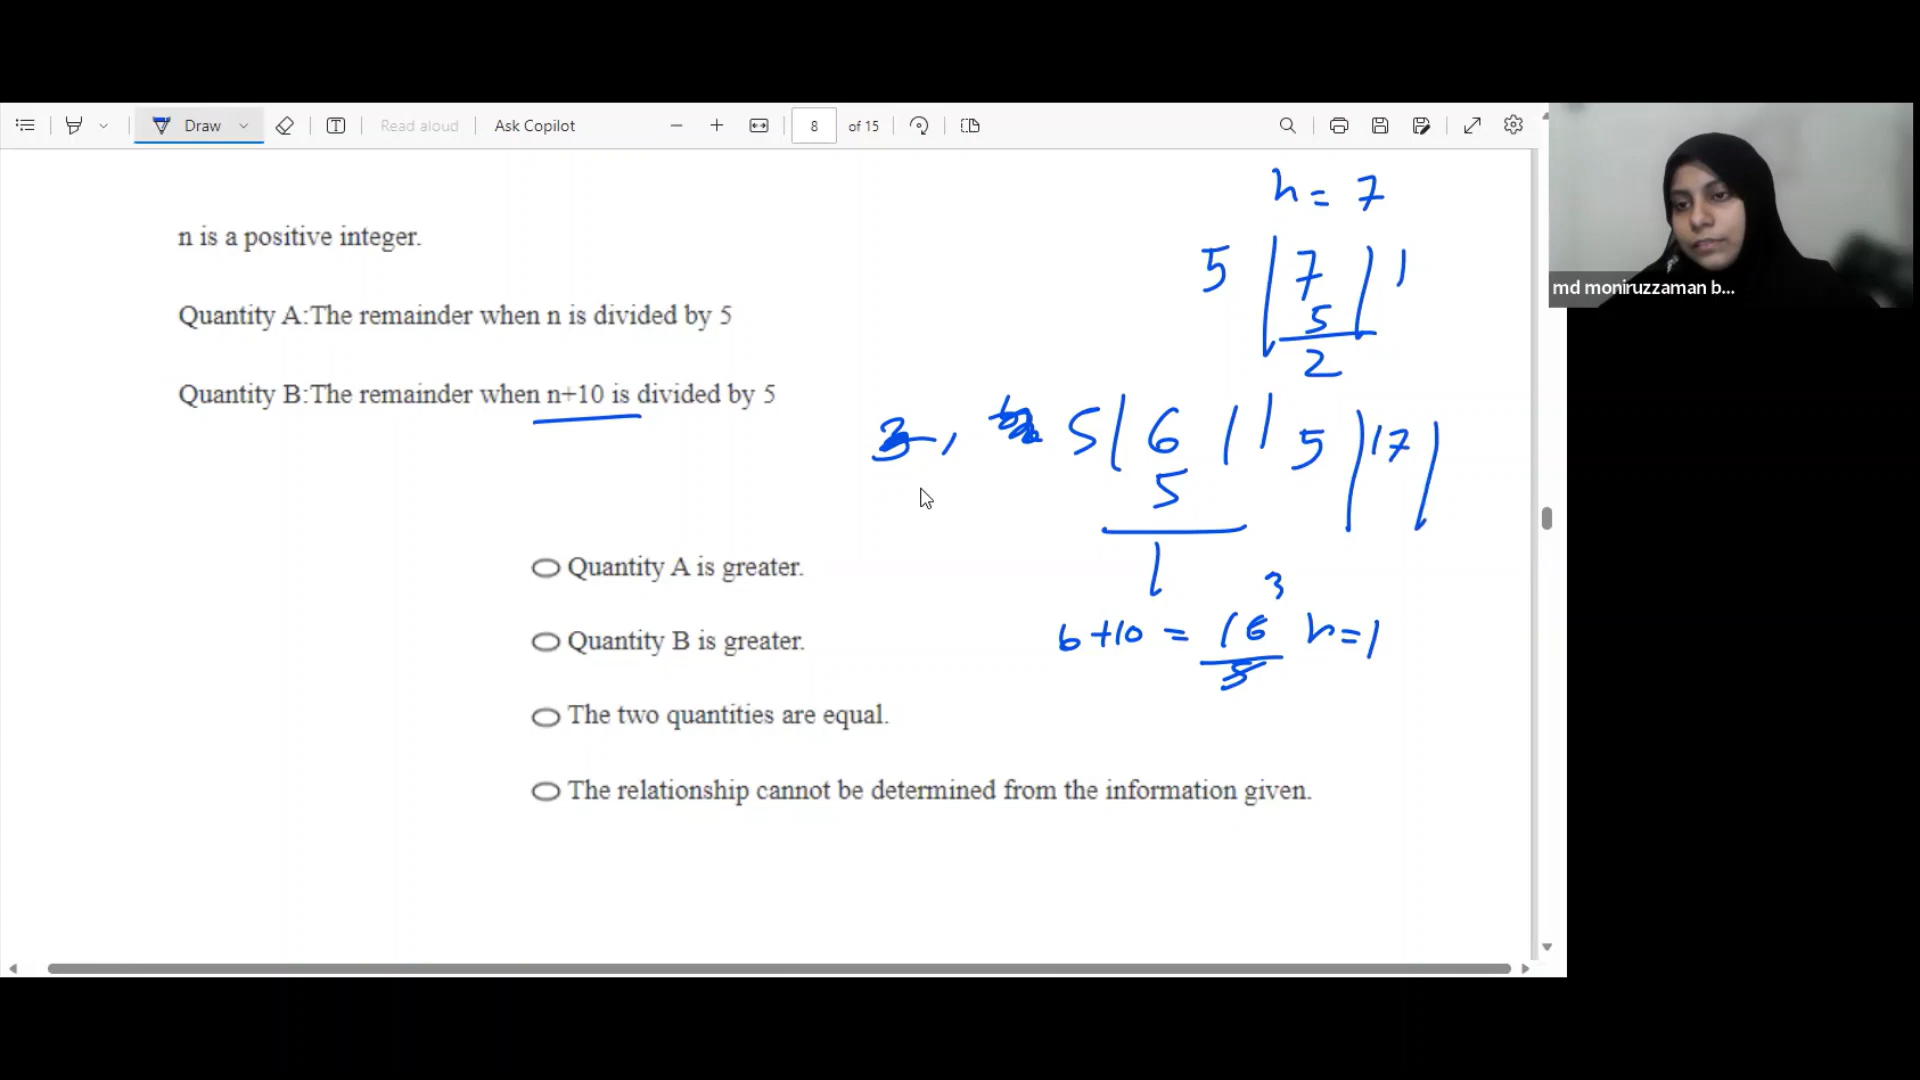 Draw
Read aloud
Ask Copilot
8 of 15
md moniruzzaman b...
n is a positive integer.
Quantity A:The remainder when n is divided by 5
Quantity B:The remainder when n+10 is divided by 5
n = 7
5 | 7 | 1
5
2
5 | 6 | 1
5
1
5 | 17 |
3
6+10 = 16 r=1
5
Quantity A is greater.
Quantity B is greater.
The two quantities are equal.
The relationship cannot be determined from the information given.